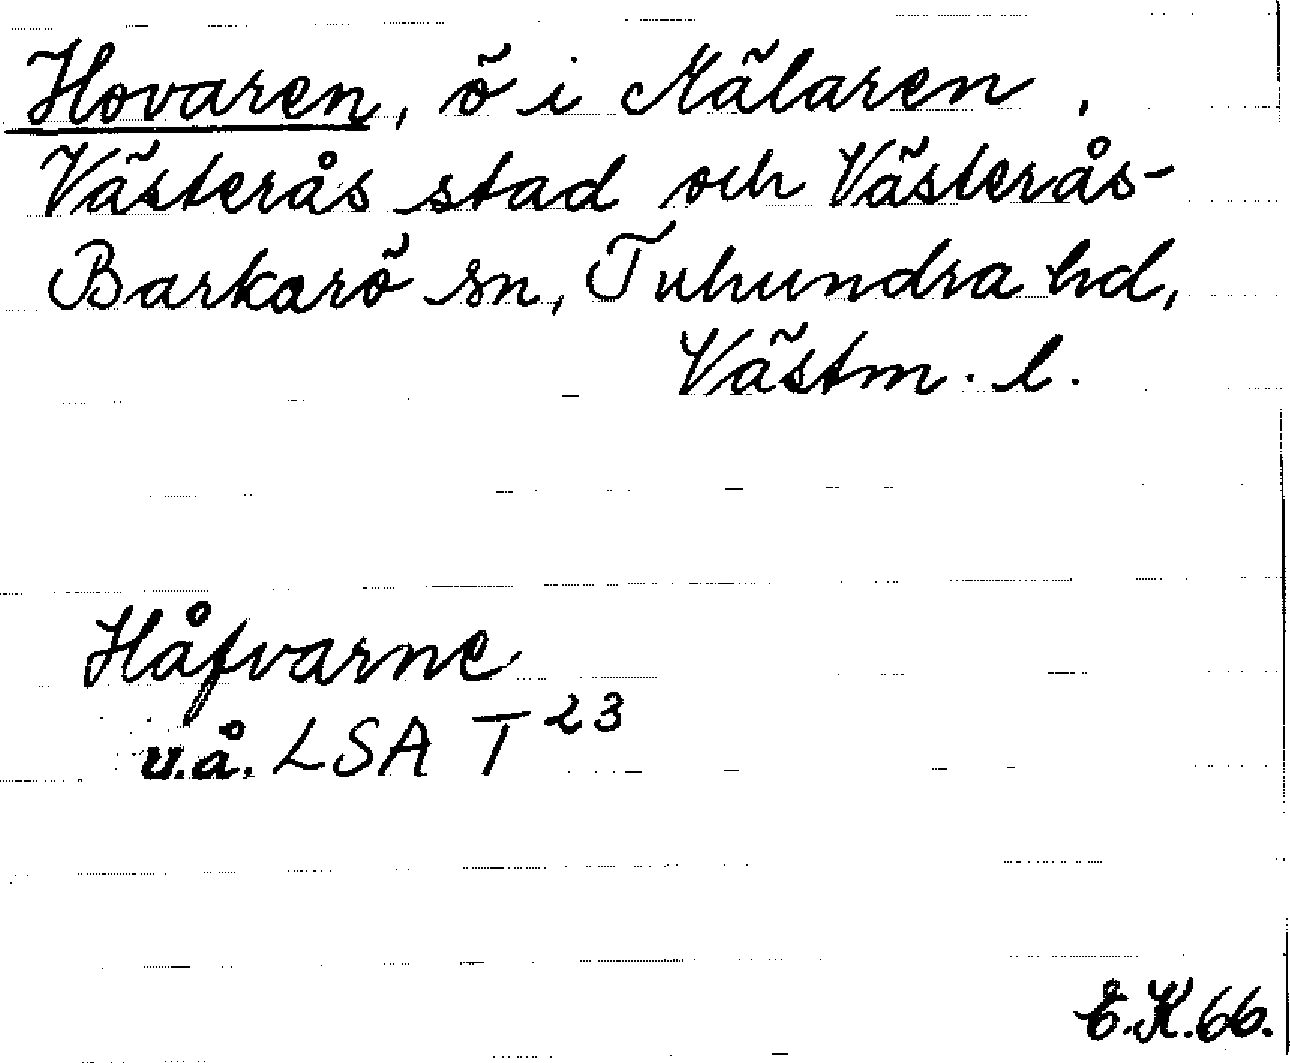 Hovaren, ö i Mälaren,
Västerås stad och Västerås-
Barkarö sn, Tuhundra hd,
Västm. l.
Håfvarne
u.å. LSA T 23
E.K.66.